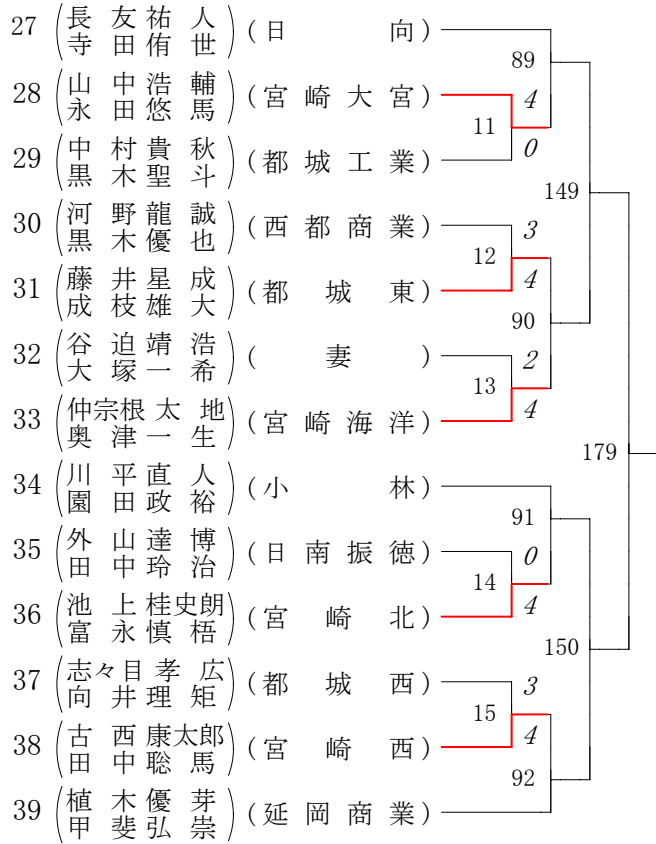 27 (長友祐人 寺田侑世) (日向)
89
28 (山中浩輔 永田悠馬) (宮崎大宮) 4
11
29 (中村貴秋 黒木聖斗) (都城工業) 0
149
30 (河野龍誠 黒木優也) (西都商業) 3
12
31 (藤井星成 成枝雄大) (都城東) 4
90
32 (谷迫靖浩 大塚一希) (妻) 2
13
33 (仲宗根太地 奥津一生) (宮崎海洋) 4
179
34 (川平直人 園田政裕) (小林)
91
35 (外山達博 田中玲治) (日南振徳) 0
14
36 (池上桂史朗 富永慎梧) (宮崎北) 4
150
37 (志々目孝広 向井理矩) (都城西) 3
15
38 (古西康太郎 田中聡馬) (宮崎西) 4
92
39 (植木優芽 甲斐弘崇) (延岡商業)